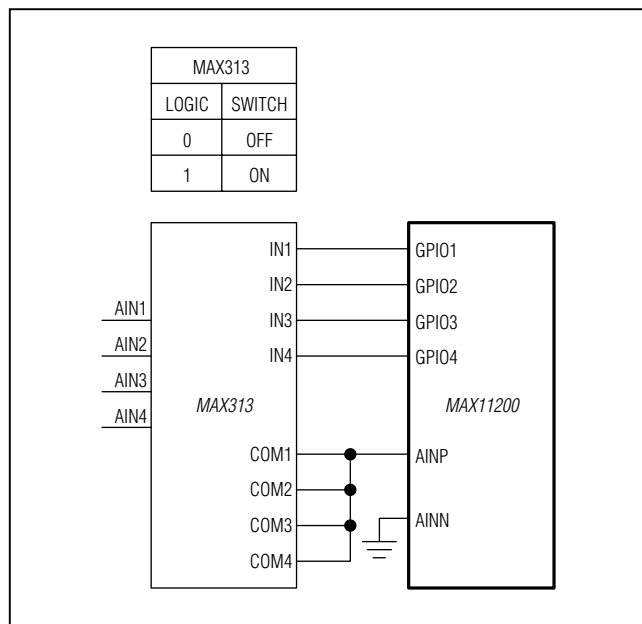 MAX313
LOGIC SWITCH
0 OFF
1 ON
IN1 GPIO1
IN2 GPIO2
AIN1 IN3 GPIO3
AIN2 IN4 GPIO4
AIN3
AIN4
MAX313 MAX11200
COM1 AINP
COM2
COM3 AINN
COM4